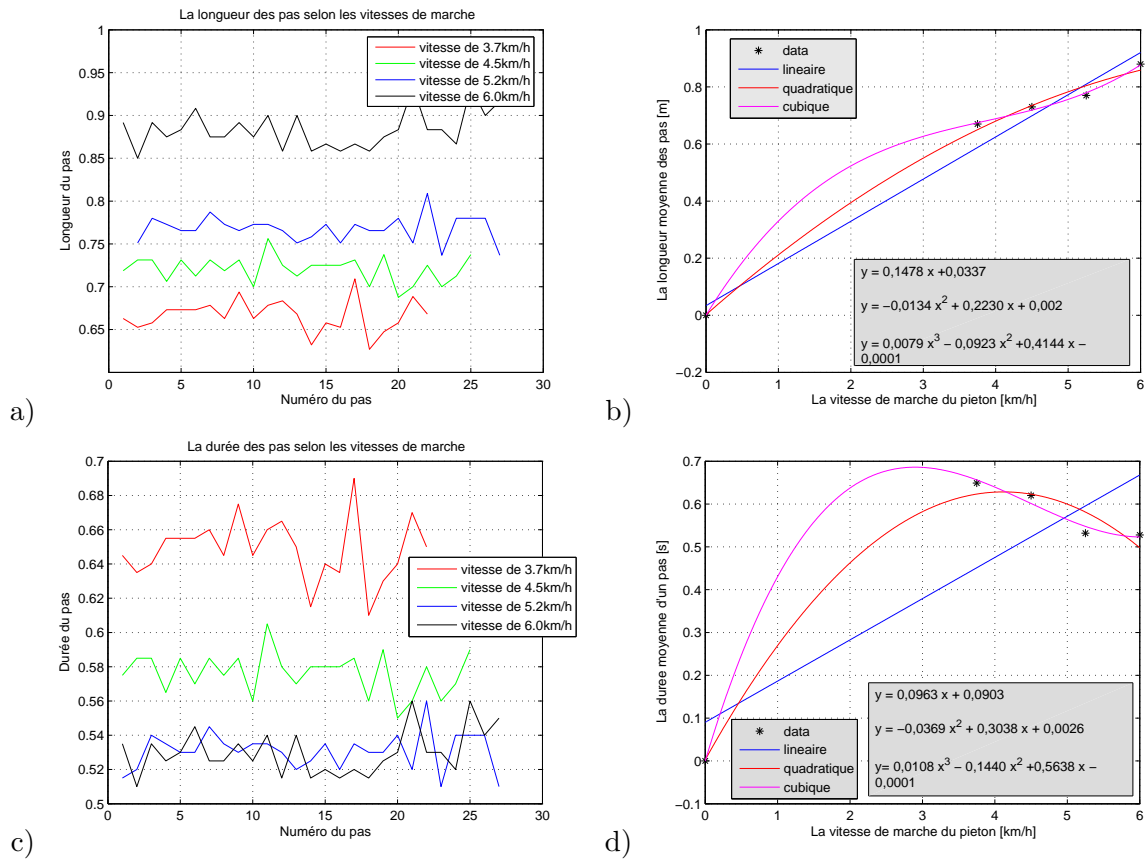 La longueur des pas selon les vitesses de marche
1
0.95
0.9
0.85
0.8
0.75
0.7
0.65
Longueur du pas
vitesse de 3.7km/h
vitesse de 4.5km/h
vitesse de 5.2km/h
vitesse de 6.0km/h
0 5 10 15 20 25 30
Numéro du pas
a)
1
0.8
0.6
0.4
0.2
0
−0.2
La longueur moyenne des pas [m]
data
lineaire
quadratique
cubique
y = 0,1478 x +0,0337
y = −0,0134 x² + 0,2230 x + 0,002
y = 0,0079 x³ − 0,0923 x² +0,4144 x −
0,0001
0 1 2 3 4 5 6
La vitesse de marche du pieton [km/h]
b)
La durée des pas selon les vitesses de marche
0.7
0.68
0.66
0.64
0.62
0.6
0.58
0.56
0.54
0.52
0.5
Durée du pas
vitesse de 3.7km/h
vitesse de 4.5km/h
vitesse de 5.2km/h
vitesse de 6.0km/h
0 5 10 15 20 25 30
Numéro du pas
c)
0.7
0.6
0.5
0.4
0.3
0.2
0.1
0
−0.1
La duree moyenne d'un pas [s]
data
lineaire
quadratique
cubique
y = 0,0963 x + 0,0903
y = −0,0369 x² + 0,3038 x + 0,0026
y= 0,0108 x³ − 0,1440 x² +0,5638 x −
0,0001
0 1 2 3 4 5 6
La vitesse de marche du pieton [km/h]
d)